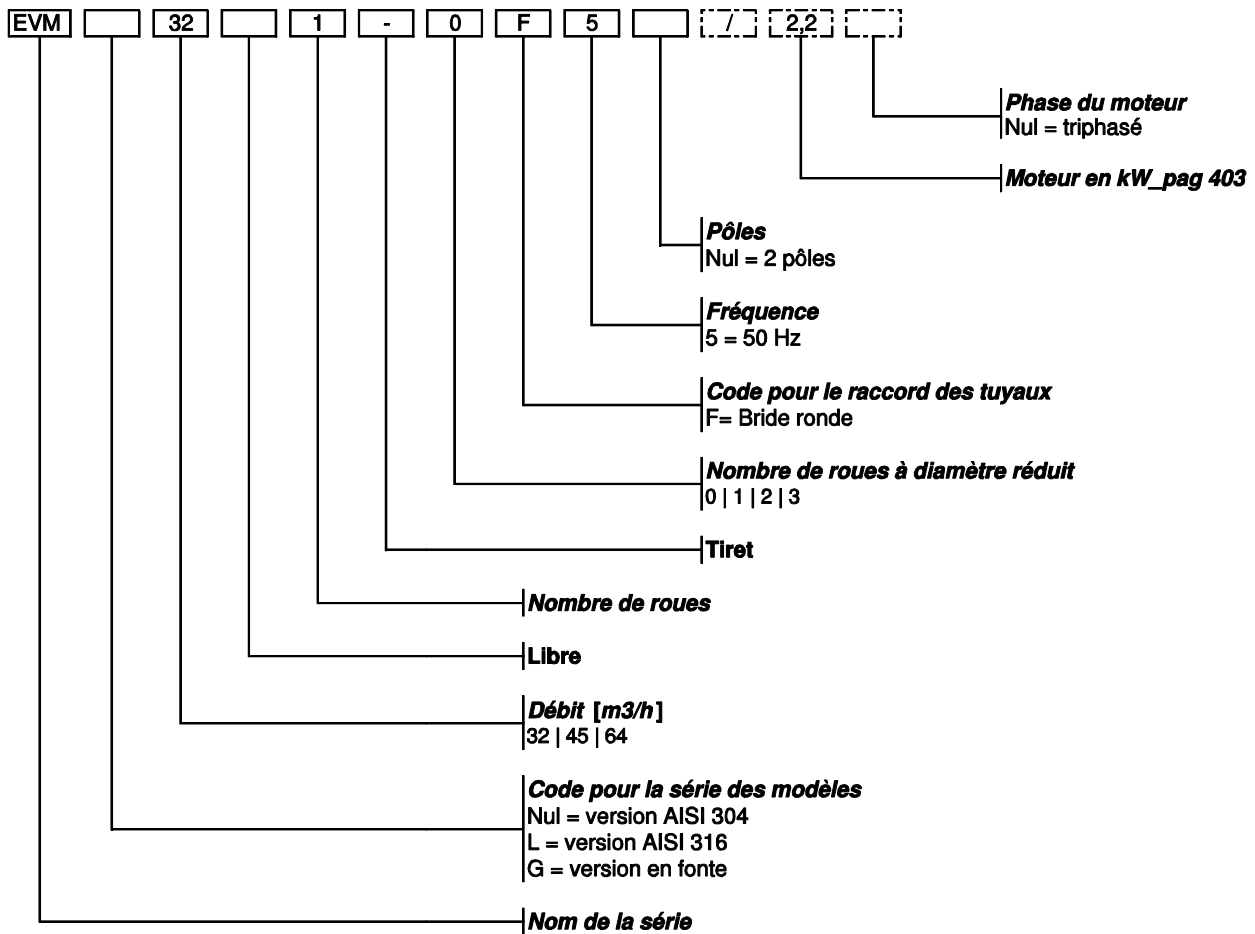 EVM 32 1 - 0 F 5 / 2,2
Phase du moteur
Nul = triphasé
Moteur en kW_pag 403
Pôles
Nul = 2 pôles
Fréquence
5 = 50 Hz
Code pour le raccord des tuyaux
F= Bride ronde
Nombre de roues à diamètre réduit
0 | 1 | 2 | 3
Tiret
Nombre de roues
Libre
Débit [m3/h]
32 | 45 | 64
Code pour la série des modèles
Nul = version AISI 304
L = version AISI 316
G = version en fonte
Nom de la série